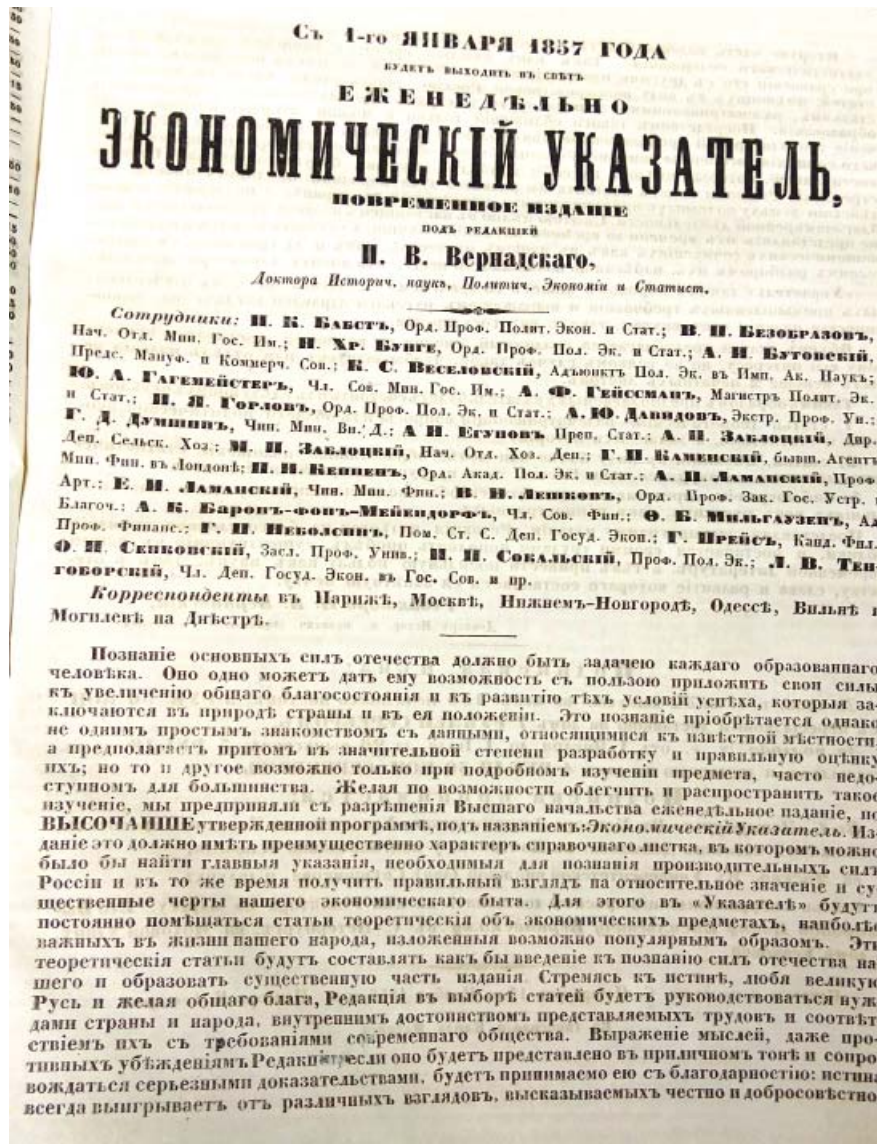 Съ 1-го ЯНВАРЯ 1857 ГОДА
БУДЕТЪ ВЫХОДИТЬ ВЪ СВѢТЪ
ЕЖЕНЕДѢЛЬНО
ЭКОНОМИЧЕСКІЙ УКАЗАТЕЛЬ,
ПОВРЕМЕННОЕ ИЗДАНІЕ
ПОДЪ РЕДАКЦІЕЙ
И. В. Вернадскаго,
Доктора Историч. наукъ, Политич. Экономіи и Статист.
Сотрудники: И. К. БАБСТЪ, Орд. Проф. Полит. Экон. и Стат.; В. П. БЕЗОБРАЗОВЪ,
Нач. Отд. Мин. Гос. Им.; Н. ХР. БУНГЕ, Орд. Проф. Пол. Эк. и Стат.; А. И. БУТОВСКІЙ,
Предс. Мануф. и Коммерч. Сов.; К. С. ВЕСЕЛОВСКІЙ, Адъюнктъ Пол. Эк. въ Имп. Ак. Наукъ;
Ю. А. ГАГЕМЕЙСТЕРЪ, Чл. Сов. Мин. Гос. Им.; А. Ф. ГЕЙССМАНЪ, Магистръ Полит. Эк.
и Стат.; И. Я. ГОРЛОВЪ, Орд. Проф. Пол. Эк. и Стат.; А. Ю. ДАВИДОВЪ, Экстр. Проф. Ун.;
Г. Д. ДУМШИНЪ, Чин. Мин. Вн. Д.; А И. ЕГУНОВЪ Преп. Стат.; А. П. ЗАБЛОЦКІЙ, Дир.
Деп. Сельск. Хоз.; М. П. ЗАБЛОЦКІЙ, Нач. Отд. Хоз. Деп.; Г. П. КАМЕНСКІЙ, бывш. Агентъ
Мин. Фин. въ Лондонѣ; П. И. КЕППЕНЪ, Орд. Акад. Пол. Эк. и Стат.; А. И. ЛАМАНСКІЙ, Проф.
Арт.; Е. И. ЛАМАНСКІЙ, Чин. Мин. Фин.; В. Н. ЛЕШКОВЪ, Орд. Проф. Зак. Гос. Устр. и
Благоч.; А. К. БАРОНЪ-ФОНЪ-МЕЙЕНДОРФЪ, Чл. Сов. Фин.; Ѳ. Б. МИЛЬГАУЗЕНЪ, Ад.
Проф. Финанс.; Г. П. НЕБОЛСИНЪ, Пом. Ст. С. Деп. Госуд. Экон.; Г. ПРЕЙСЪ, Канд. Фил.
О. И. СЕНКОВСКІЙ, Засл. Проф. Унив.; И. И. СОКАЛЬСКІЙ, Проф. Пол. Эк.; Л. В. ТЕН-
ГОБОРСКІЙ, Чл. Деп. Госуд. Экон. въ Гос. Сов. и пр.
Корреспонденты въ Парижѣ, Москвѣ, Нижнемъ-Новгородѣ, Одессѣ, Вильнѣ и
Могилевѣ на Днѣстрѣ.
Познаніе основныхъ силъ отечества должно быть задачею каждаго образованнаго
человѣка. Оно одно можетъ дать ему возможность съ пользою приложить свои силы
къ увеличенію общаго благосостоянія и къ развитію тѣхъ условій успѣха, которыя за-
ключаются въ природѣ страны и въ ея положеніи. Это познаніе пріобрѣтается однако
не однимъ простымъ знакомствомъ съ данными, относящимися къ извѣстной мѣстности,
а предполагаетъ притомъ въ значительной степени разработку и правильную оцѣнку
ихъ; но то и другое возможно только при подробномъ изученіи предмета, часто недо-
ступномъ для большинства. Желая по возможности облегчить и распространить такое
изученіе, мы предприняли съ разрѣшенія Высшаго начальства еженедѣльное изданіе, по
ВЫСОЧАЙШЕ утвержденной программѣ, подъ названіемъ: Экономическій Указатель. Из-
даніе это должно имѣть преимущественно характеръ справочнаго листка, въ которомъ можно
было бы найти главныя указанія, необходимыя для познанія производительныхъ силъ
Россіи и въ то же время получить правильный взглядъ на относительное значеніе и су-
щественные черты нашего экономическаго быта. Для этого въ «Указателѣ» будутъ
постоянно помѣщаться статьи теоретическія объ экономическихъ предметахъ, наиболѣе
важныхъ въ жизни нашего народа, изложенныя возможно популярнымъ образомъ. Эти
теоретическія статьи будутъ составлять какъ бы введеніе къ познанію силъ отечества на-
шего и образовать существенную часть изданія Стремясь къ истинѣ, любя великую
Русь и желая общаго блага, Редакція въ выборѣ статей будетъ руководствоваться нуж-
дами страны и народа, внутреннимъ достоинствомъ представляемыхъ трудовъ и соотвѣт-
ствіемъ ихъ съ требованіями современнаго общества. Выраженіе мыслей, даже про-
тивныхъ убѣжденіямъ Редакціи, если оно будетъ представлено въ приличномъ тонѣ и сопро-
вождаться серьезными доказательствами, будетъ принимаемо ею съ благодарностію: истина
всегда выигрываетъ отъ различныхъ взглядовъ, высказываемыхъ честно и добросовѣстно